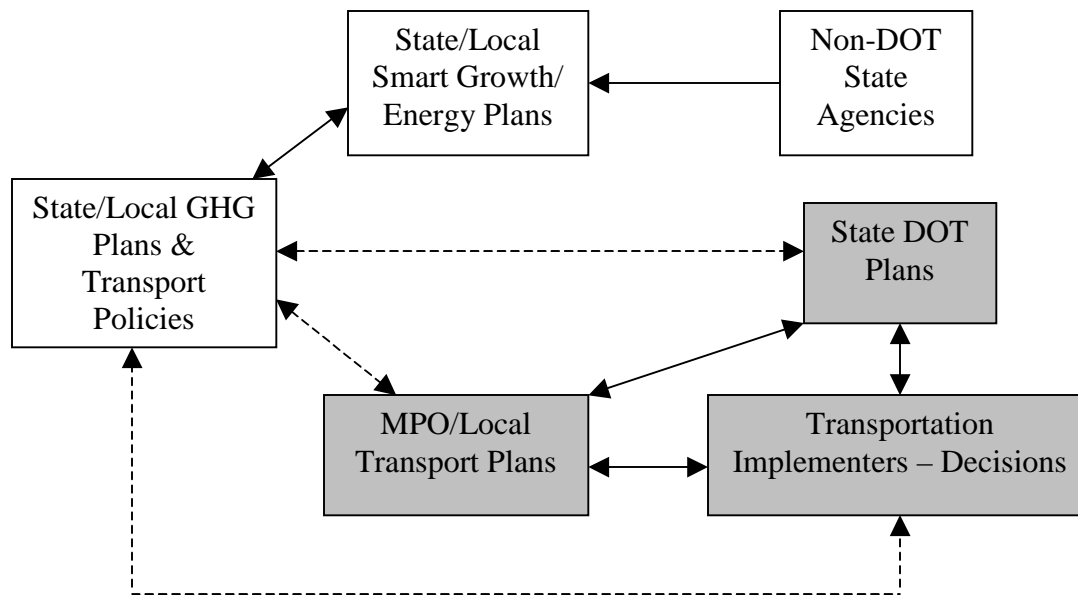 State/Local
Smart Growth/
Energy Plans
Non-DOT
State
Agencies
State/Local GHG
Plans &
Transport
Policies
State DOT
Plans
MPO/Local
Transport Plans
Transportation
Implementers – Decisions